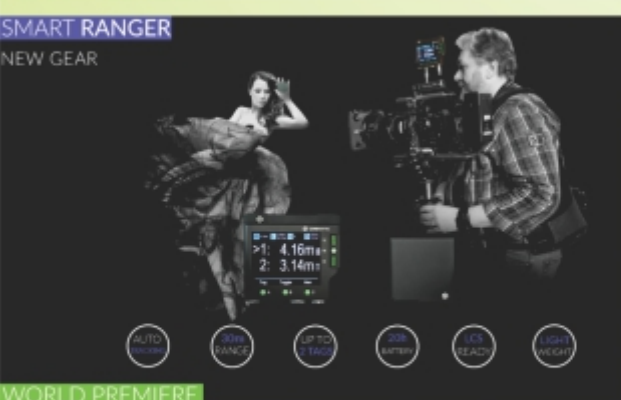 SMART RANGER
NEW GEAR
>1: 4.16m
2: 3.14m
AUTO
30m
RANGE
UP TO
2 TAGS
20h
BATTERY
LCS
READY
LIGHT
WEIGHT
WORLD PREMIERE